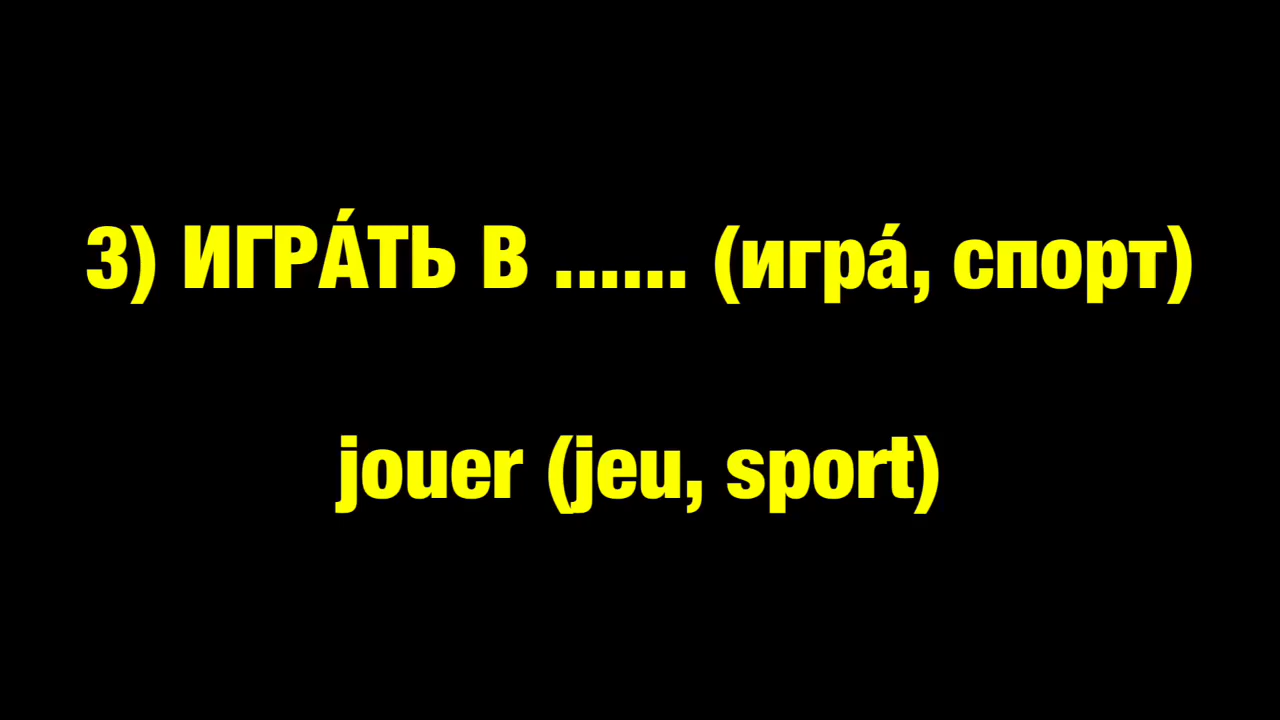 3) ИГРА́ТЬ В ...... (игра́, спорт)
jouer (jeu, sport)